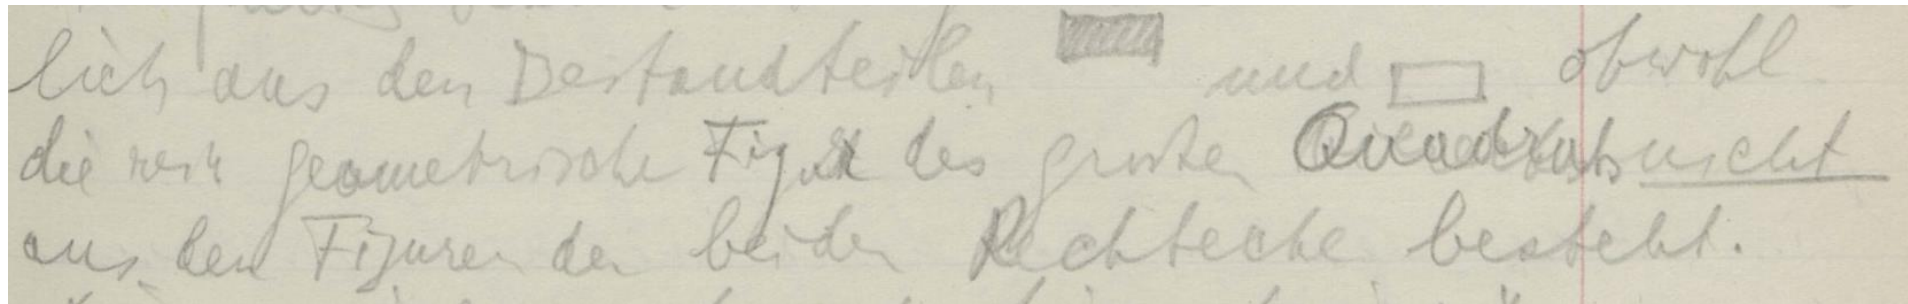 lich aus den Bestandteilen und obwohl
die rein geometrische Figur des großen Quadrats nicht
aus den Figuren der beiden Rechtecke besteht.